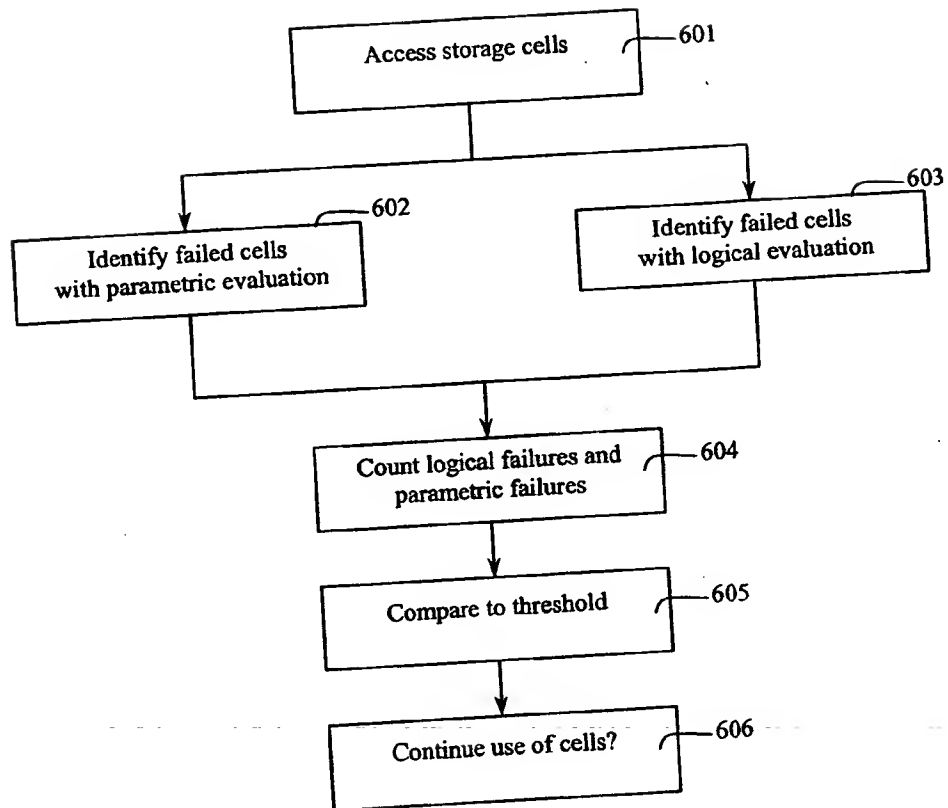 Access storage cells
601
602
Identify failed cells
with parametric evaluation
603
Identify failed cells
with logical evaluation
Count logical failures and
parametric failures
604
Compare to threshold
605
Continue use of cells?
606